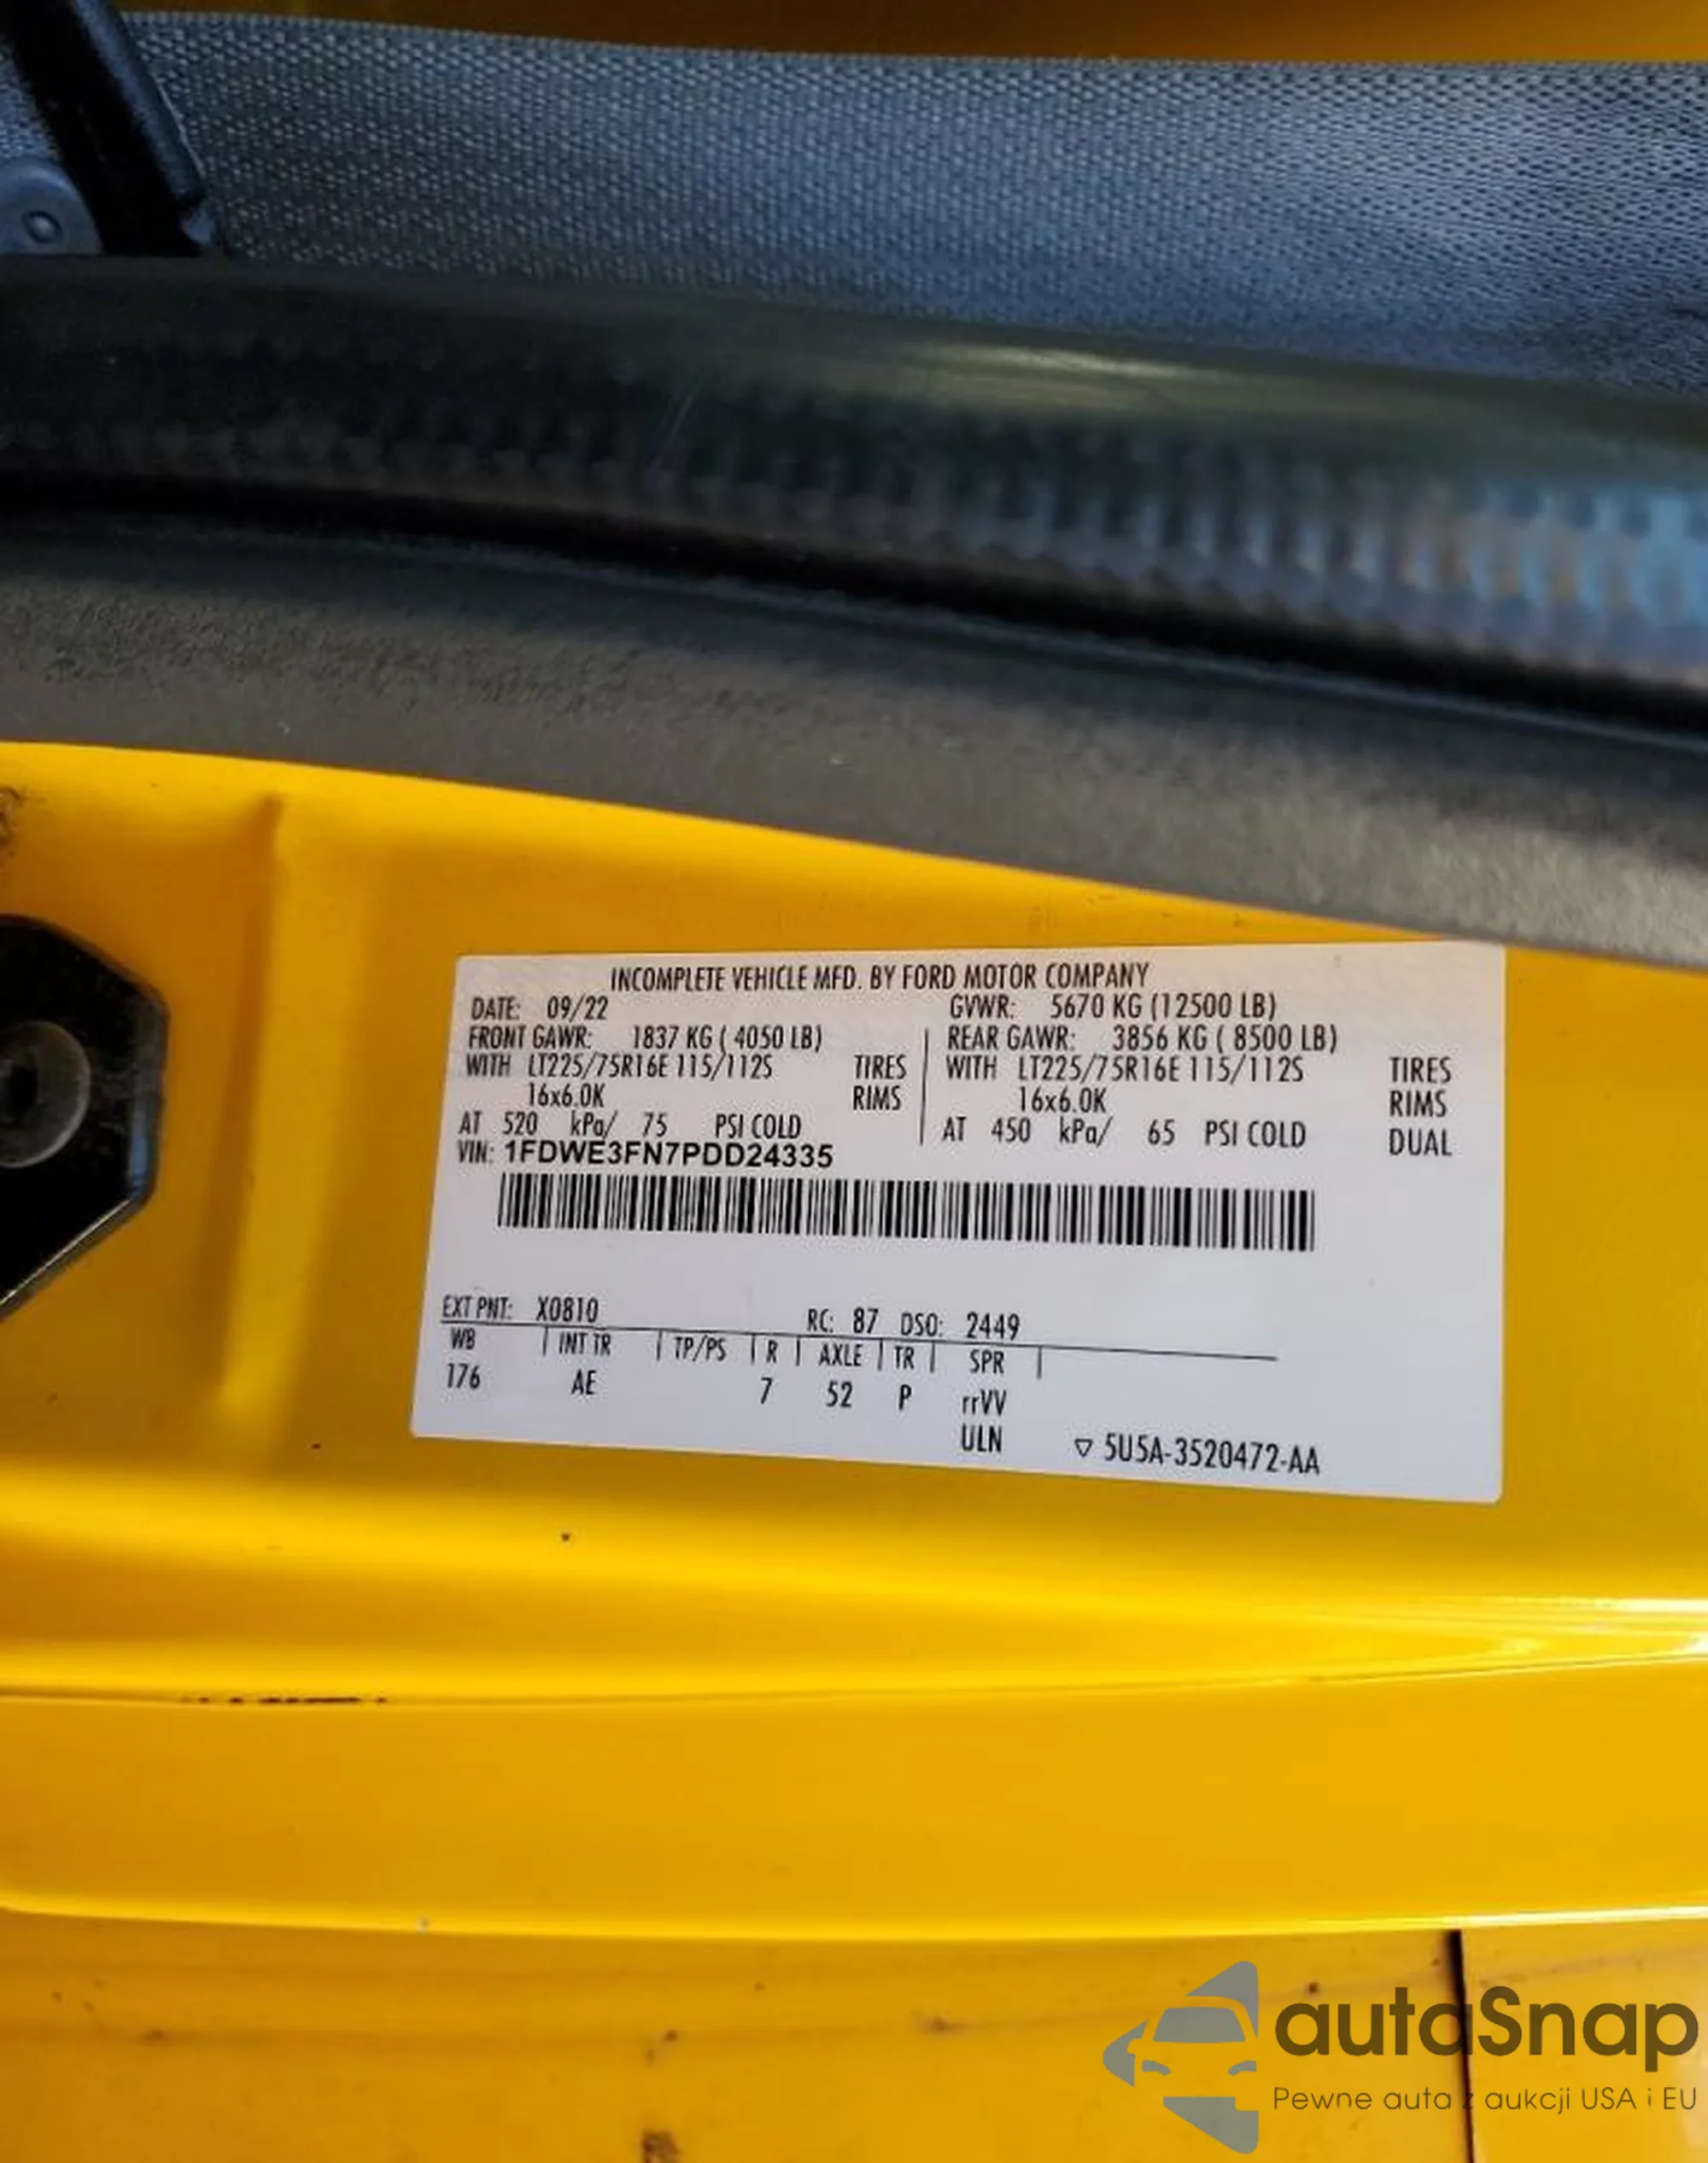 INCOMPLETE VEHICLE MFD. BY FORD MOTOR COMPANY
DATE: 09/22 GVWR: 5670 KG (12500 LB)
FRONT GAWR: 1837 KG ( 4050 LB) REAR GAWR: 3856 KG ( 8500 LB)
WITH LT225/75R16E 115/112S TIRES WITH LT225/75R16E 115/112S TIRES
16x6.0K RIMS 16x6.0K RIMS
AT 520 kPa/ 75 PSI COLD AT 450 kPa/ 65 PSI COLD DUAL
VIN: 1FDWE3FN7PDD24335
EXT PNT: X0810 RC: 87 DSO: 2449
WB INT TR TP/PS R AXLE TR SPR
176 AE 7 52 P rrVV
ULN ▽ 5U5A-3520472-AA
autaSnap
Pewne auta z aukcji USA i EU